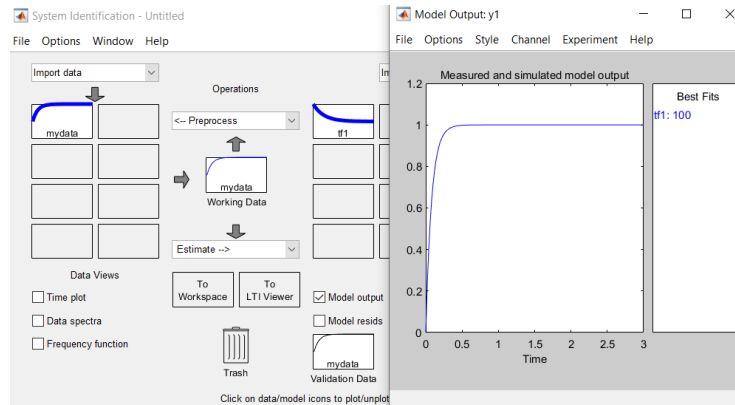 System Identification - Untitled
File Options Window Help
Import data
Im
Operations
mydata
<-- Preprocess
tf1
mydata
Working Data
Estimate -->
Data Views
To Workspace
To LTI Viewer
Time plot
Model output
Data spectra
Model resids
Frequency function
Trash
mydata
Validation Data
Click on data/model icons to plot/unplot
Model Output: y1
File Options Style Channel Experiment Help
Measured and simulated model output
1.2
1
0.8
0.6
0.4
0.2
0
0 0.5 1 1.5 2 2.5 3
Time
Best Fits
tf1: 100